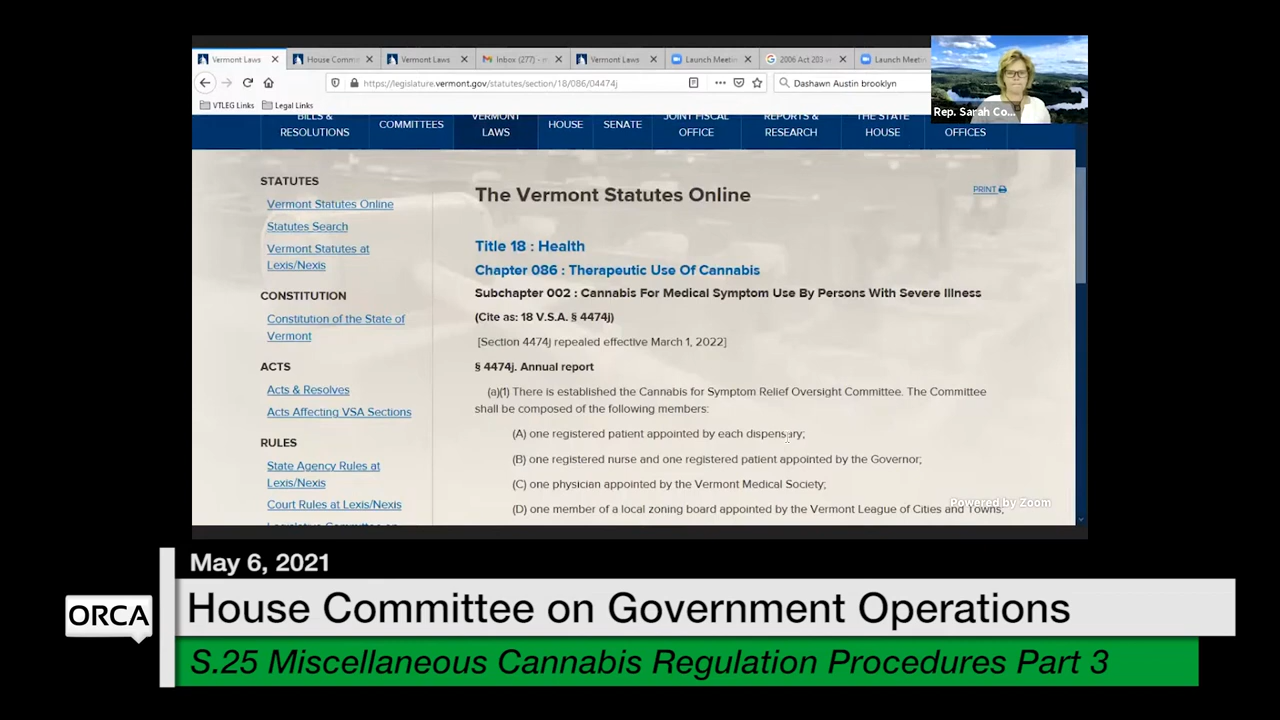 Vermont Laws
House Commit
Vermont Laws
Inbox (277) -
Vermont Laws
Launch Meetin
2006 Act 203
Launch Meetin
https://legislature.vermont.gov/statutes/section/18/086/04474j
Dashawn Austin brooklyn
VTLEG Links
Legal Links
Rep. Sarah Co...
BILLS & RESOLUTIONS
COMMITTEES
VERMONT LAWS
HOUSE
SENATE
JOINT FISCAL OFFICE
REPORTS & RESEARCH
THE STATE HOUSE
OFFICES
STATUTES
Vermont Statutes Online
Statutes Search
Vermont Statutes at
Lexis/Nexis
CONSTITUTION
Constitution of the State of
Vermont
ACTS
Acts & Resolves
Acts Affecting VSA Sections
RULES
State Agency Rules at
Lexis/Nexis
Court Rules at Lexis/Nexis
Legislative Committee on
The Vermont Statutes Online
PRINT
Title 18 : Health
Chapter 086 : Therapeutic Use Of Cannabis
Subchapter 002 : Cannabis For Medical Symptom Use By Persons With Severe Illness
(Cite as: 18 V.S.A. § 4474j)
[Section 4474j repealed effective March 1, 2022]
§ 4474j. Annual report
(a)(1) There is established the Cannabis for Symptom Relief Oversight Committee. The Committee
shall be composed of the following members:
(A) one registered patient appointed by each dispensary;
(B) one registered nurse and one registered patient appointed by the Governor;
(C) one physician appointed by the Vermont Medical Society;
(D) one member of a local zoning board appointed by the Vermont League of Cities and Towns;
Powered by Zoom
May 6, 2021
ORCA
House Committee on Government Operations
S.25 Miscellaneous Cannabis Regulation Procedures Part 3